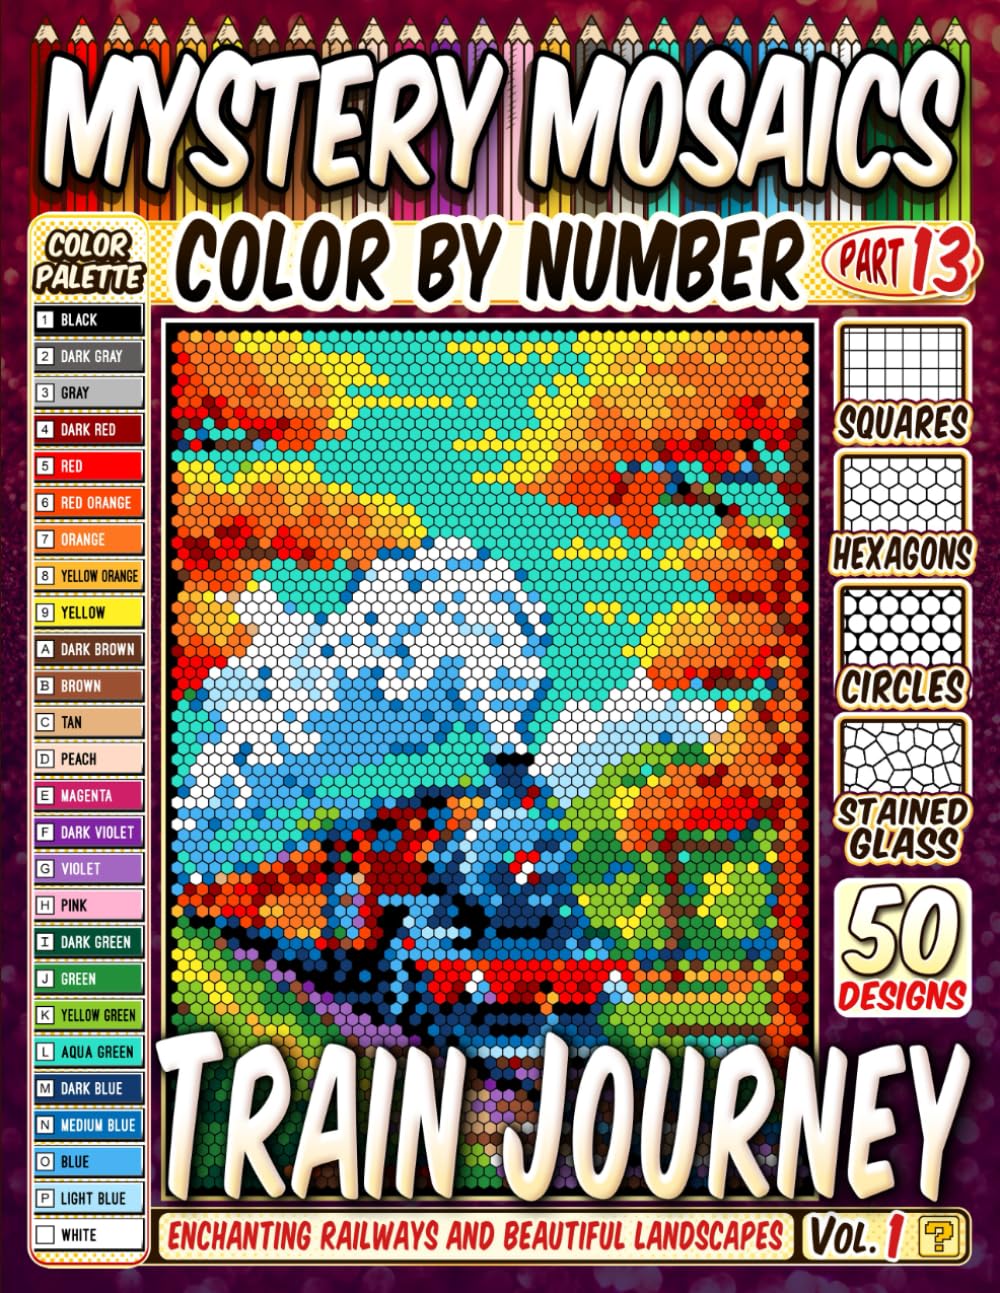 MYSTERY MOSAICS
COLOR BY NUMBER
PART 13
COLOR
PALETTE
1 BLACK
2 DARK GRAY
3 GRAY
4 DARK RED
5 RED
6 RED ORANGE
7 ORANGE
8 YELLOW ORANGE
9 YELLOW
A DARK BROWN
B BROWN
C TAN
D PEACH
E MAGENTA
F DARK VIOLET
G VIOLET
H PINK
I DARK GREEN
J GREEN
K YELLOW GREEN
L AQUA GREEN
M DARK BLUE
N MEDIUM BLUE
O BLUE
P LIGHT BLUE
WHITE
SQUARES
HEXAGONS
CIRCLES
STAINED
GLASS
50
DESIGNS
TRAIN JOURNEY
ENCHANTING RAILWAYS AND BEAUTIFUL LANDSCAPES
VOL. 1
?